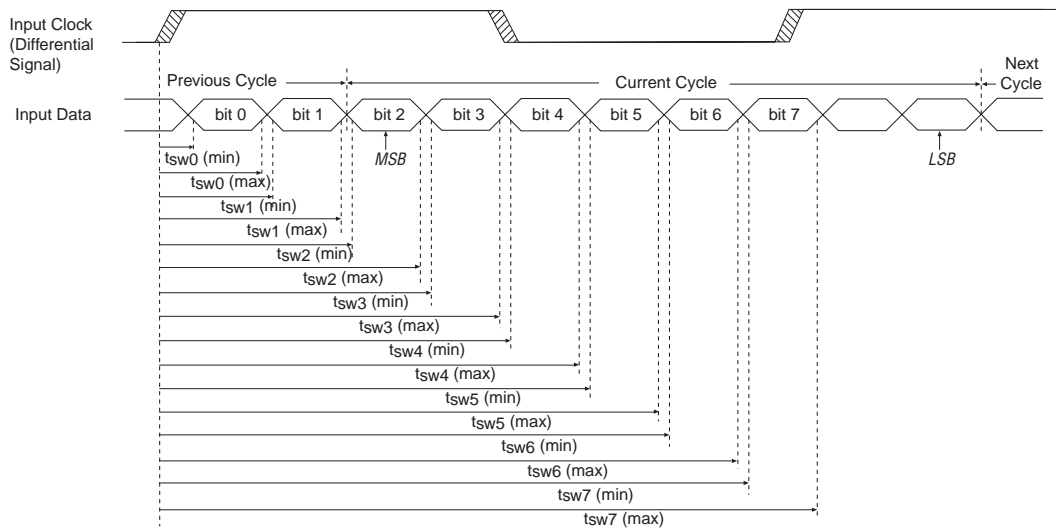 Input Clock
(Differential
Signal)
Previous Cycle
Current Cycle
Next
Cycle
Input Data
bit 0
bit 1
bit 2
bit 3
bit 4
bit 5
bit 6
bit 7
MSB
LSB
tsw0 (min)
tsw0 (max)
tsw1 (min)
tsw1 (max)
tsw2 (min)
tsw2 (max)
tsw3 (min)
tsw3 (max)
tsw4 (min)
tsw4 (max)
tsw5 (min)
tsw5 (max)
tsw6 (min)
tsw6 (max)
tsw7 (min)
tsw7 (max)